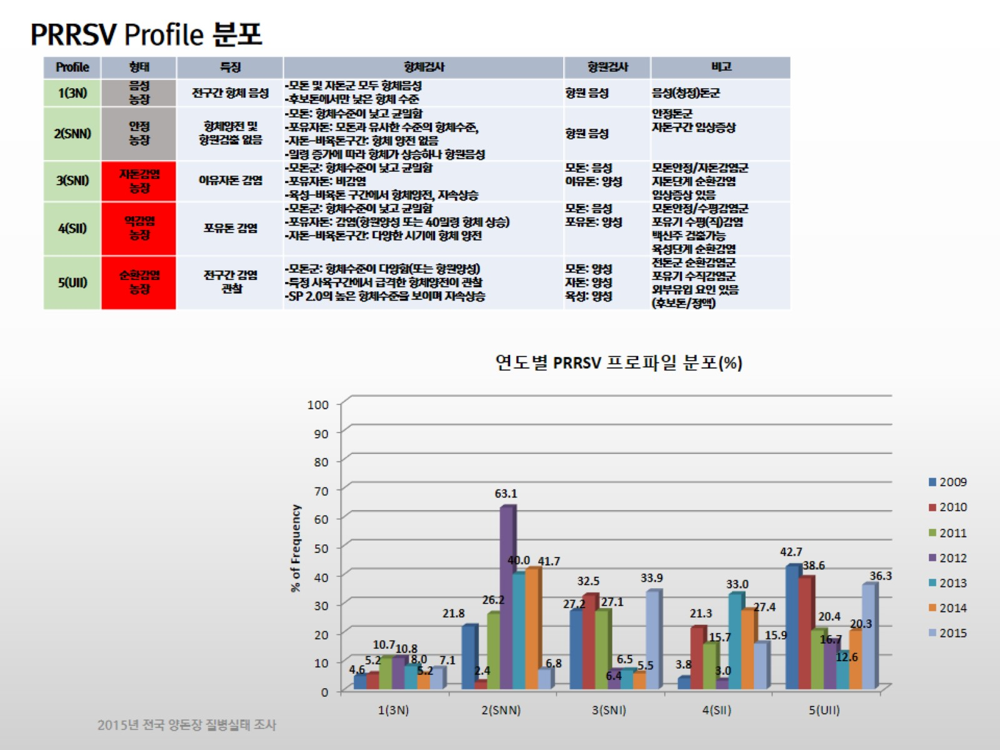 PRRSV Profile 분포
Profile 형태 특징 항체검사 항원검사 비고
1(3N)
음성
농장
전구간 항체 음성
-모돈 및 자돈군 모두 항체음성
-후보돈에서만 낮은 항체 수준
항원 음성
음성(청정)돈군
2(SNN)
안정
농장
항체양전 및
항원검출 없음
-모돈: 항체수준이 낮고 균일함
-포유자돈: 모돈과 유사한 수준의 항체수준,
-자돈-비육돈구간: 항체 양전 없음
-일령 증가에 따라 항체가 상승하나 항원음성
항원 음성
안정돈군
자돈구간 임상증상
3(SNI)
자돈감염
농장
이유자돈 감염
-모돈군: 항체수준이 낮고 균일함
-포유자돈: 비감염
-육성-비육돈 구간에서 항체양전, 지속상승
모돈: 음성
이유돈: 양성
모돈안정/자돈감염군
지돈단계 순환감염
임상증상 있음
4(SII)
역감염
농장
포유돈 감염
-모돈군: 항체수준이 낮고 균일함
-포유자돈: 감염(항원양성 또는 40일령 항체 상승)
-자돈-비육돈구간: 다양한 시기에 항체 양전
모돈: 음성
포유돈: 양성
모돈안정/수평감염군
포유기 수평(직)감염
백신주 검출가능
육성단계 순환감염
5(UII)
순환감염
농장
전구간 감염
관찰
-모돈군: 항체수준이 다양함(또는 항원양성)
-특정 사육구간에서 급격한 항체양전이 관찰
-SP 2.0의 높은 항체수준을 보이며 지속상승
모돈: 양성
자돈: 양성
육성: 양성
전돈군 순환감염군
포유기 수직감염군
외부유입 요인 있음
(후보돈/정액)
연도별 PRRSV 프로파일 분포(%)
% of Frequency
100
90
80
70
60
50
40
30
20
10
0
4.6 5.2 10.7 10.8 8.0 5.2 7.1
21.8 2.4 26.2 63.1 40.0 41.7 6.8
27.2 32.5 27.1 6.4 6.5 5.5 33.9
3.8 21.3 15.7 3.0 33.0 27.4 15.9
42.7 38.6 20.4 16.7 12.6 20.3 36.3
1(3N) 2(SNN) 3(SNI) 4(SII) 5(UII)
2009
2010
2011
2012
2013
2014
2015
2015년 전국 양돈장 질병실태 조사